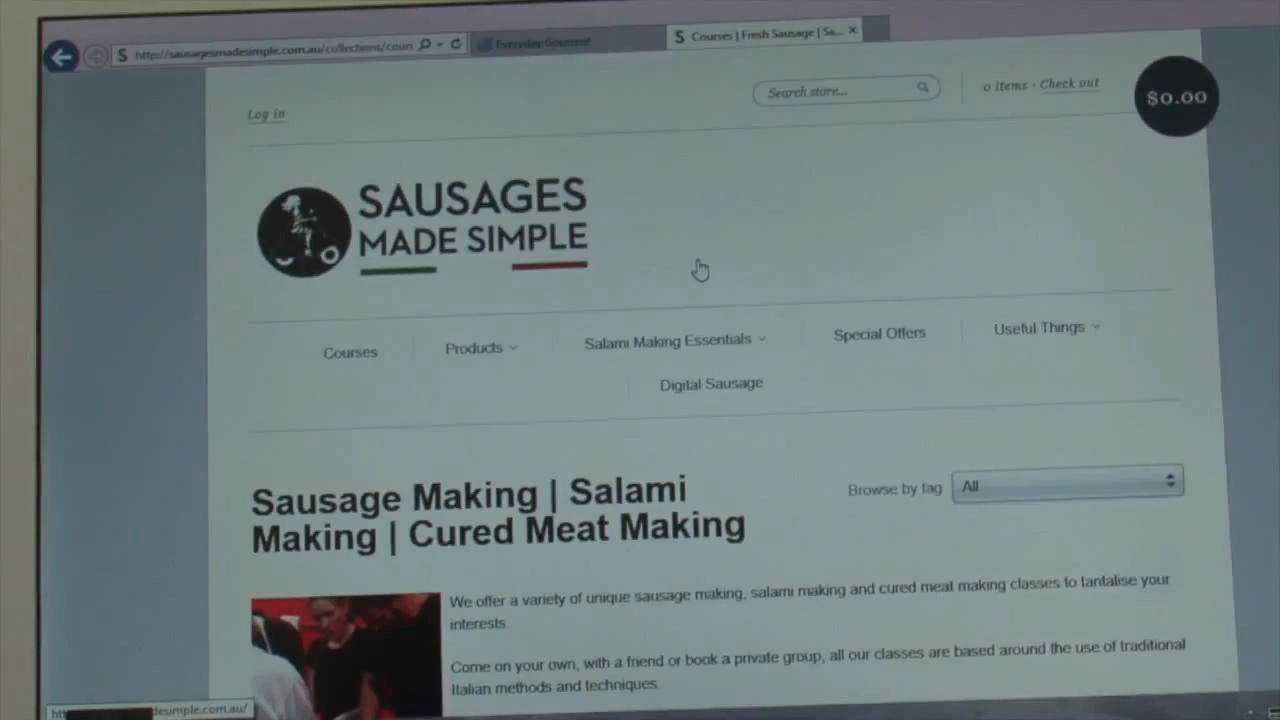 http://sausagesmadesimple.com.au/collections/cours
Everyday Gourmet
S Courses | Fresh Sausage | Sa...
Log in
Search store...
0 items - Check out
$0.00
SAUSAGES
MADE SIMPLE
Courses
Products
Salami Making Essentials
Special Offers
Useful Things
Digital Sausage
Sausage Making | Salami
Making | Cured Meat Making
Browse by tag
All
We offer a variety of unique sausage making, salami making and cured meat making classes to tantalise your
interests
Come on your own, with a friend or book a private group, all our classes are based around the use of traditional
Italian methods and techniques.
desimple.com.au/